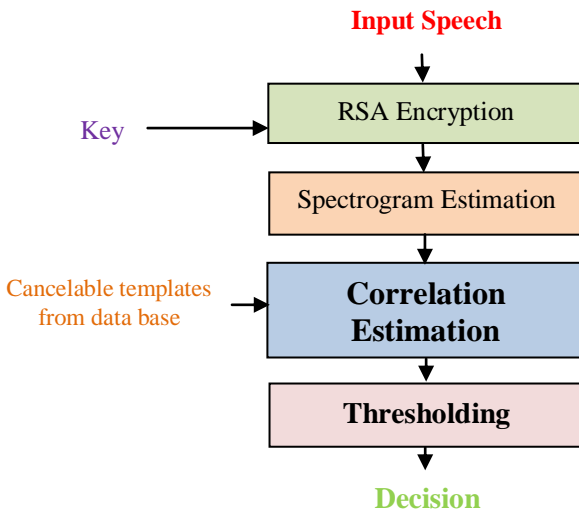 Input Speech
RSA Encryption
Key
Spectrogram Estimation
Cancelable templates
from data base
Correlation
Estimation
Thresholding
Decision